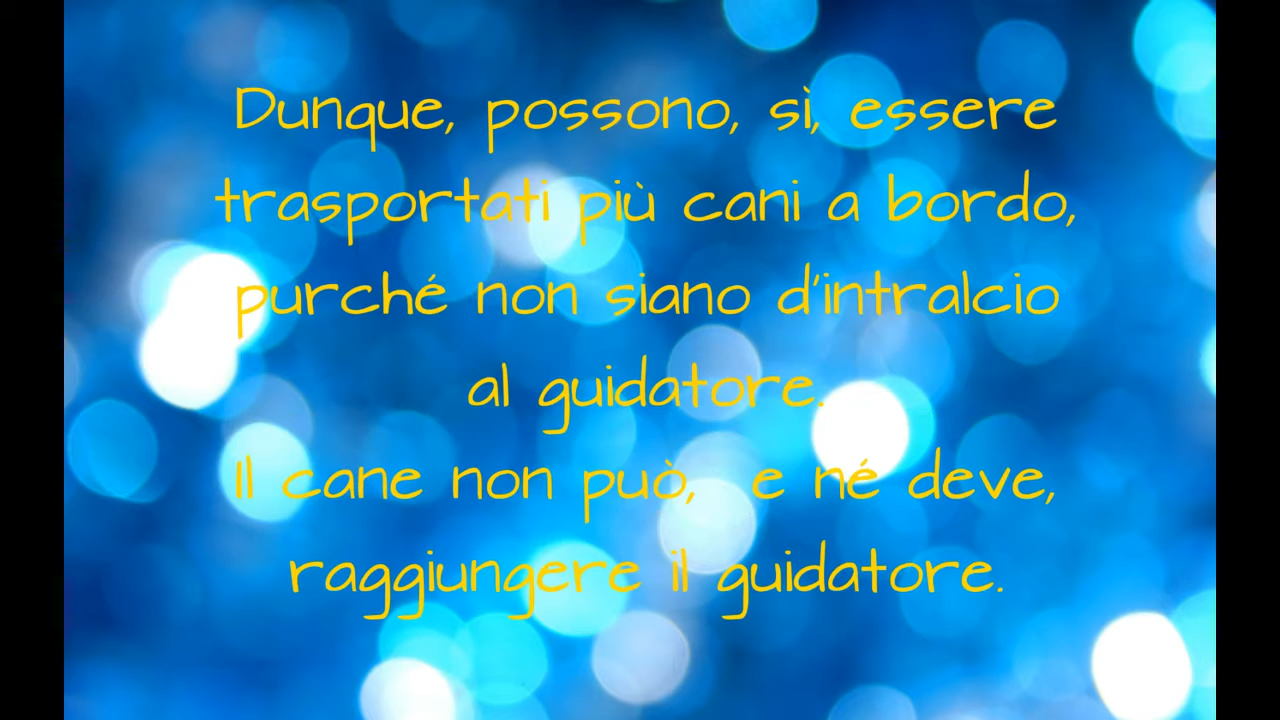 Dunque, possono, sì, essere
trasportati più cani a bordo,
purché non siano d'intralcio
al guidatore.
Il cane non può, e né deve,
raggiungere il guidatore.